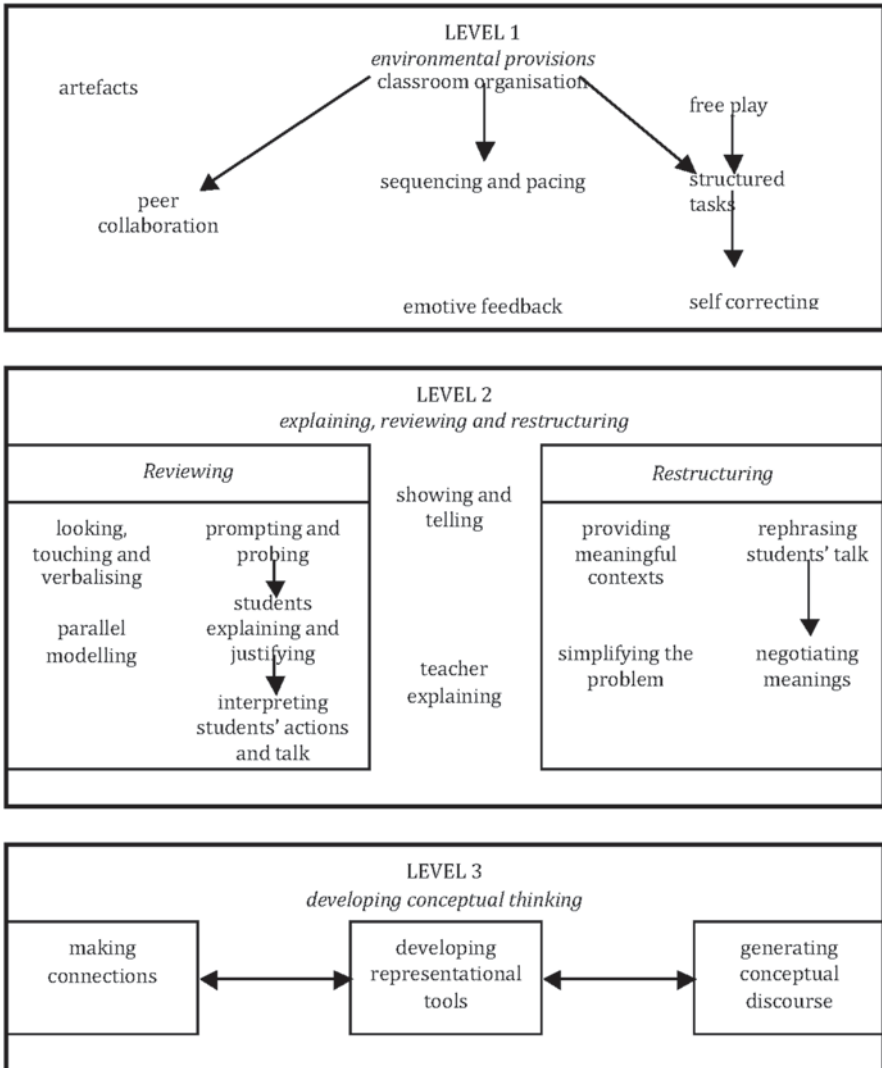 LEVEL 1
environmental provisions
classroom organisation
artefacts
free play
peer
collaboration
sequencing and pacing
structured
tasks
emotive feedback
self correcting
LEVEL 2
explaining, reviewing and restructuring
Reviewing
looking,
touching and
verbalising
parallel
modelling
prompting and
probing
students
explaining and
justifying
interpreting
students’ actions
and talk
showing and
telling
teacher
explaining
Restructuring
providing
meaningful
contexts
simplifying the
problem
rephrasing
students’ talk
negotiating
meanings
LEVEL 3
developing conceptual thinking
making
connections
developing
representational
tools
generating
conceptual
discourse